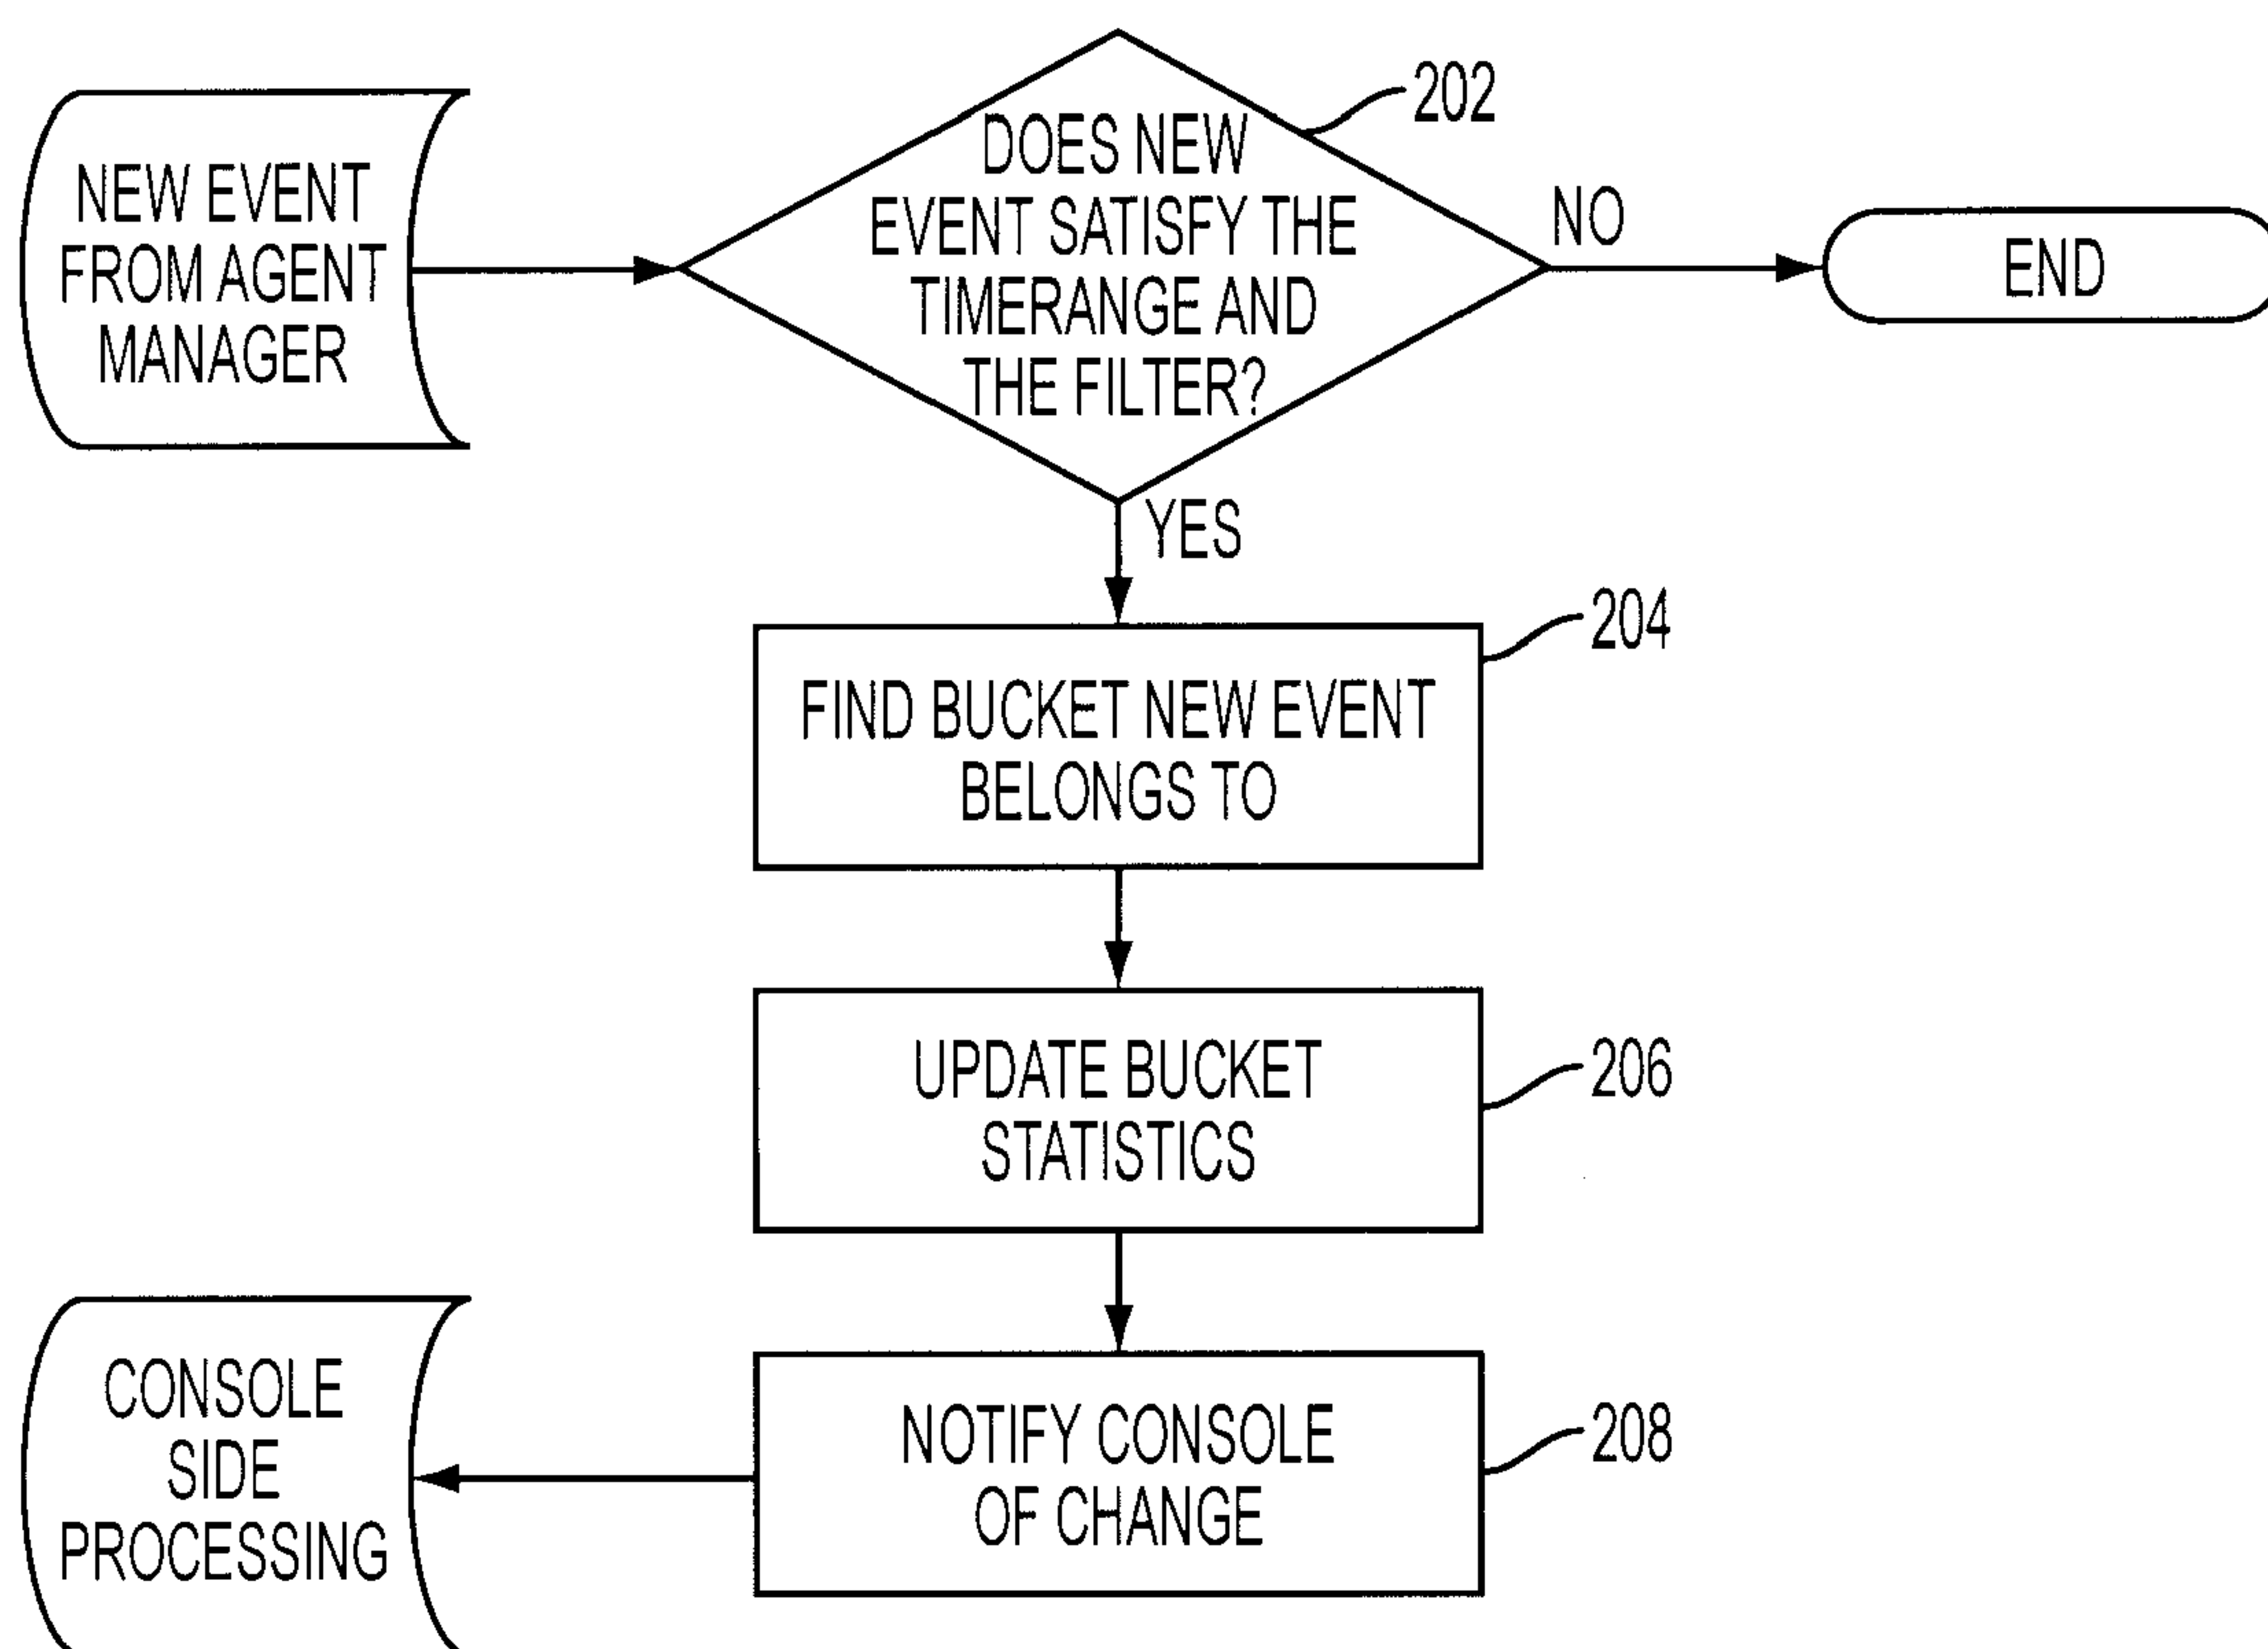 NEW EVENT
FROM AGENT
MANAGER
DOES NEW
EVENT SATISFY THE
TIMERANGE AND
THE FILTER?
202
NO
END
YES
FIND BUCKET NEW EVENT
BELONGS TO
204
UPDATE BUCKET
STATISTICS
206
NOTIFY CONSOLE
OF CHANGE
208
CONSOLE
SIDE
PROCESSING